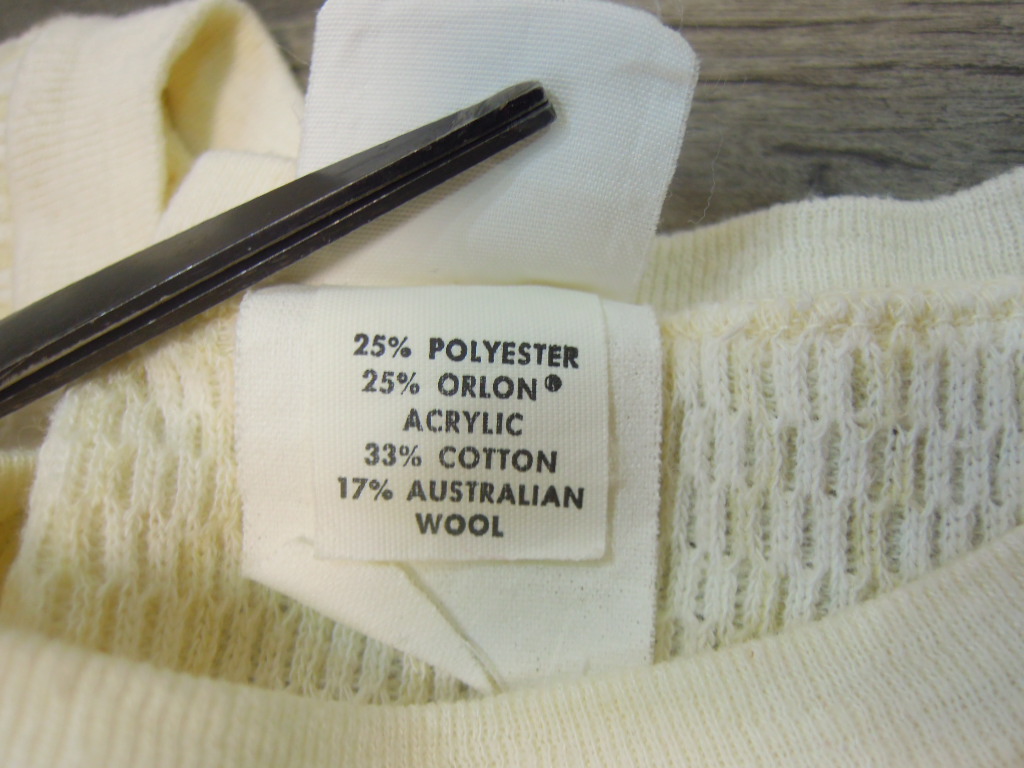 25% POLYESTER
25% ORLON®
ACRYLIC
33% COTTON
17% AUSTRALIAN
WOOL